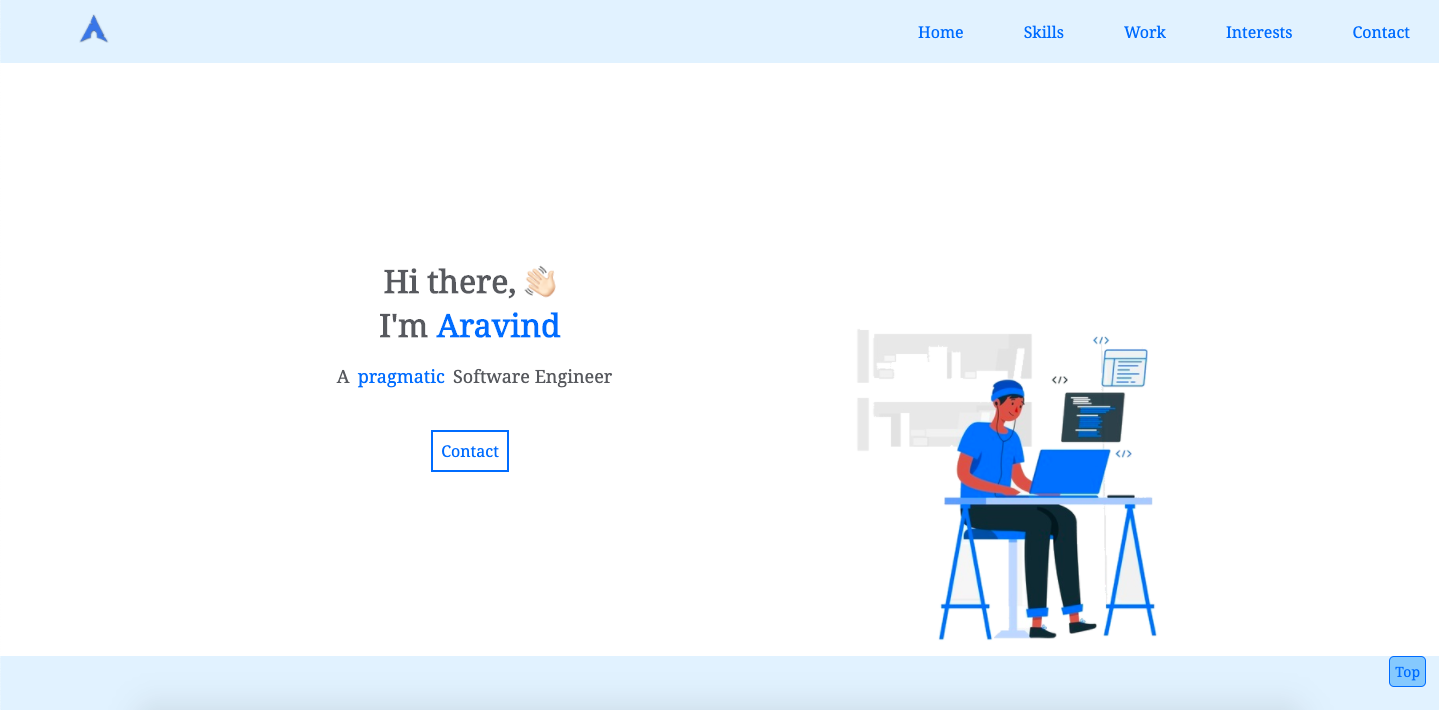 Home Skills Work Interests Contact
Hi there, 👋🏻
I'm Aravind
A pragmatic Software Engineer
Contact
</>
</>
</>
Top